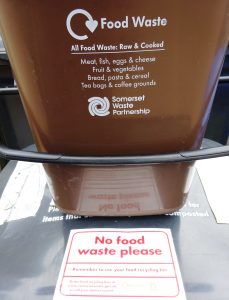 Food Waste
All Food Waste: Raw & Cooked
Meat, fish, eggs & cheese
Fruit & vegetables
Bread, pasta & cereal
Tea bags & coffee grounds
Somerset
Waste
Partnership
No food
waste please
Remember to use your food recycling bin